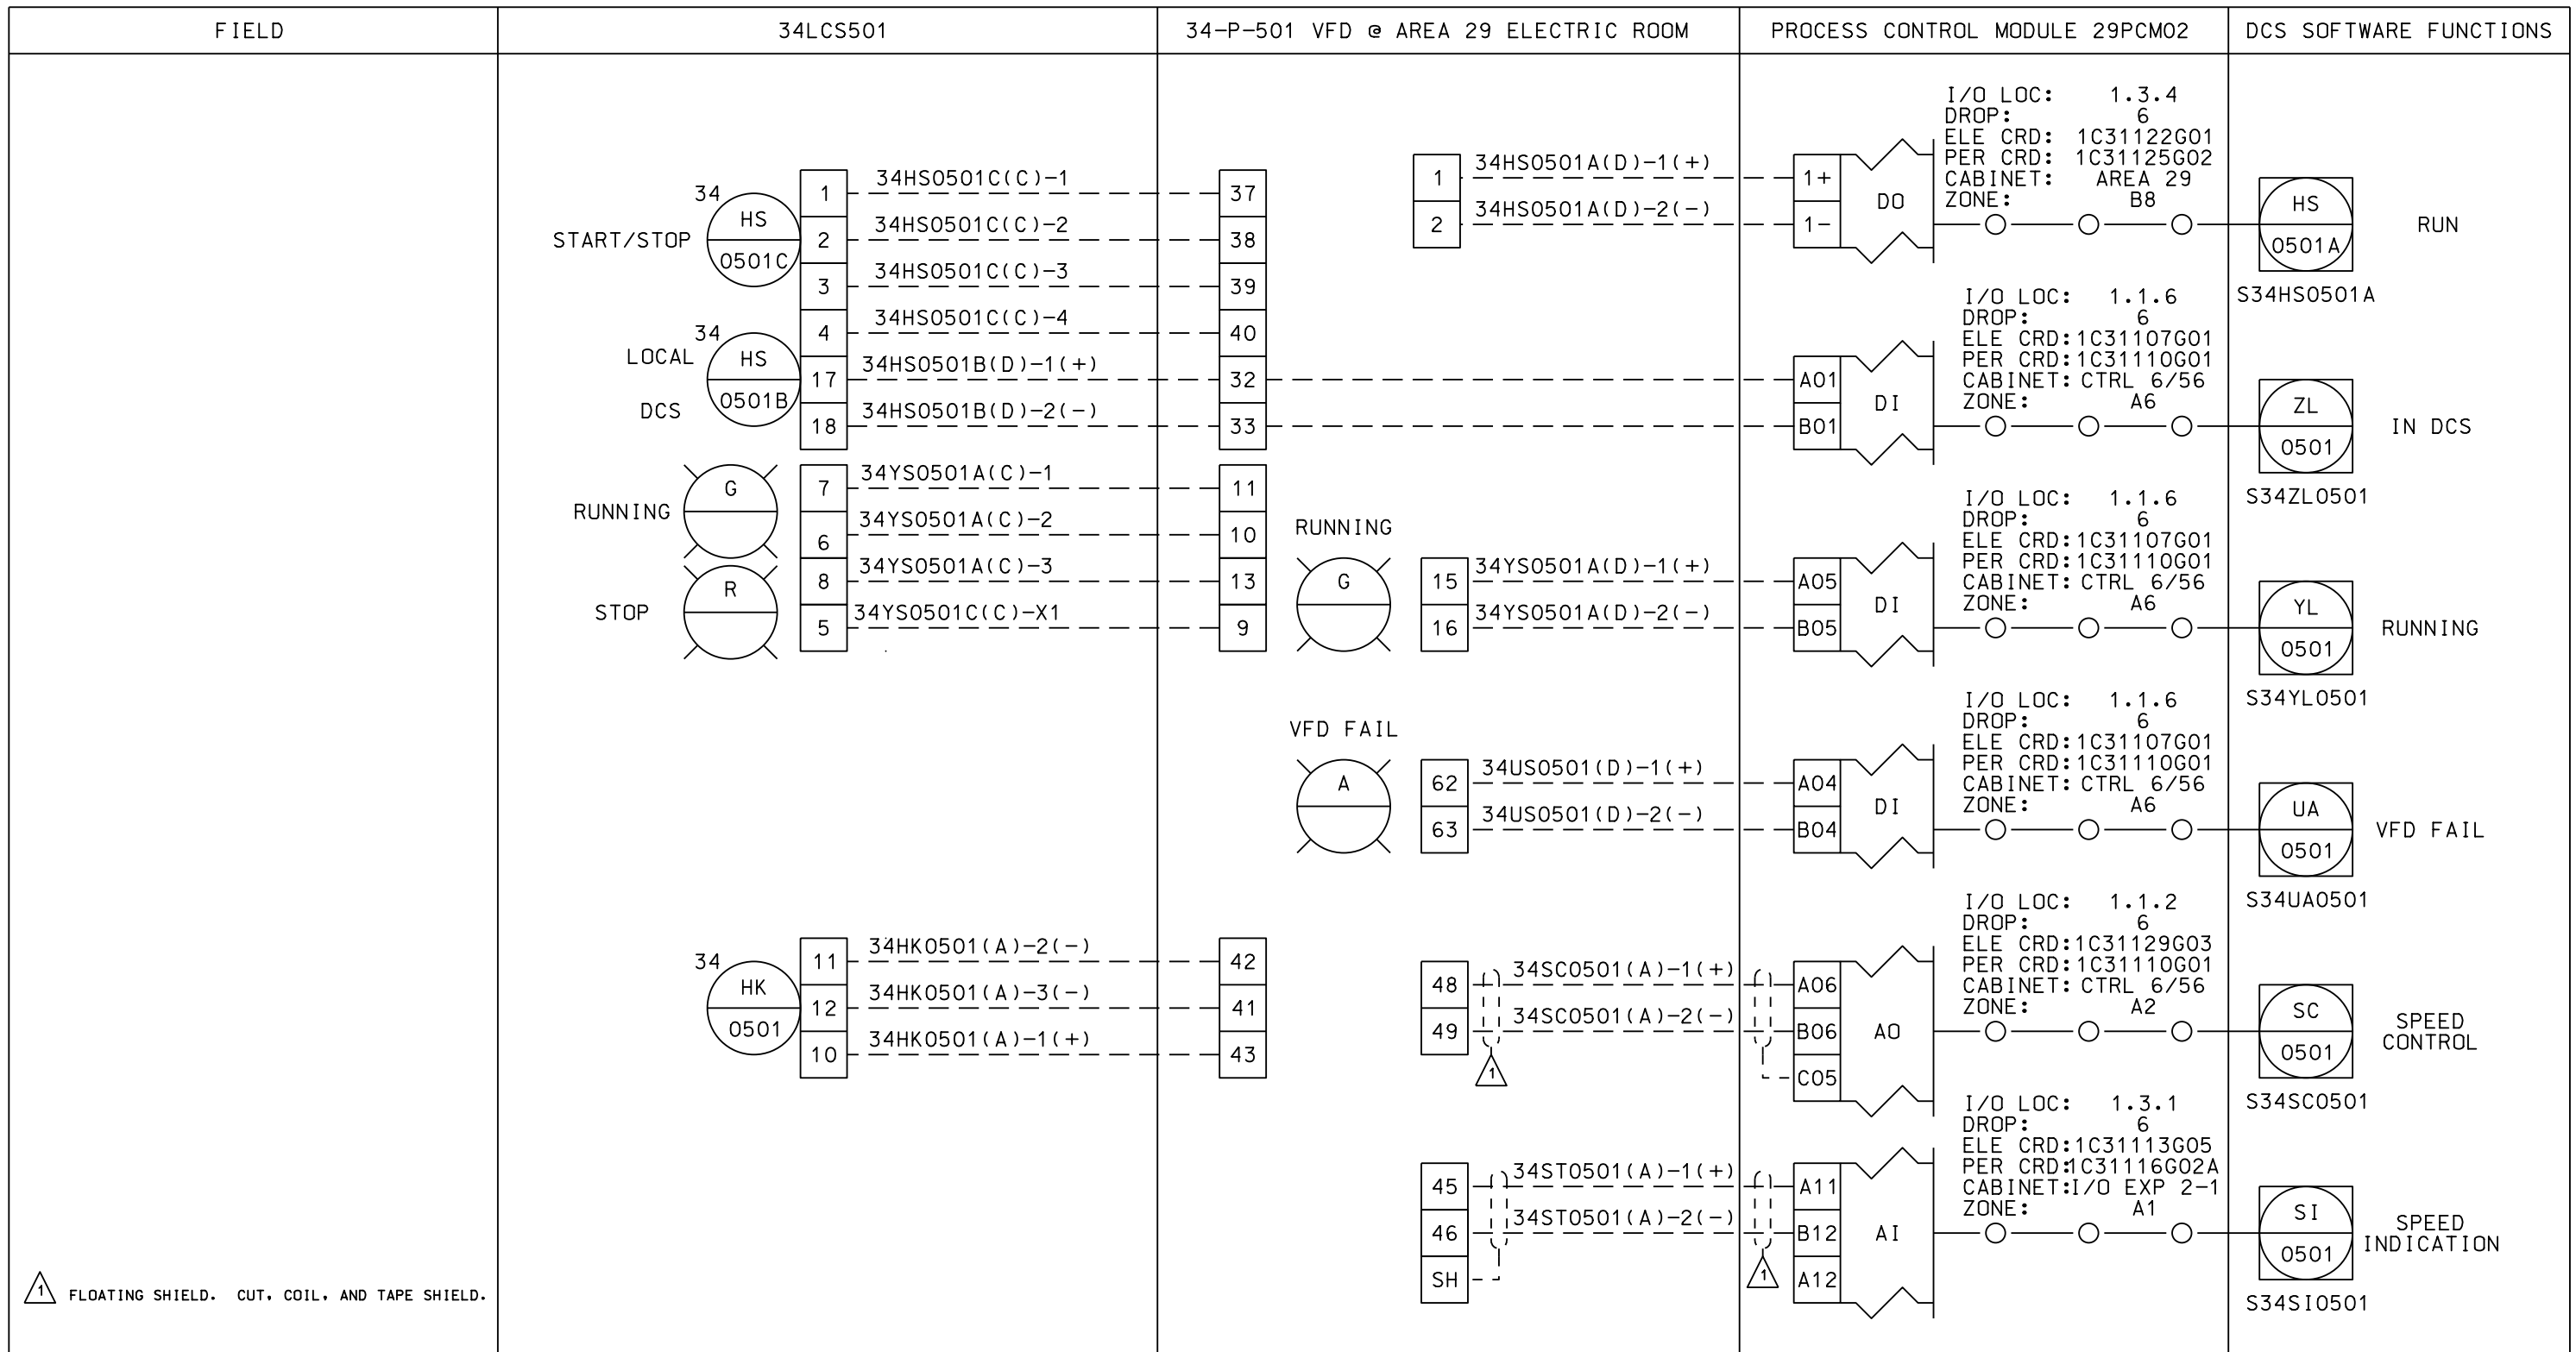 FIELD
34LCS501
34-P-501 VFD @ AREA 29 ELECTRIC ROOM
PROCESS CONTROL MODULE 29PCM02
DCS SOFTWARE FUNCTIONS
START/STOP
34
HS
0501C
1
34HS0501C(C)-1
37
2
34HS0501C(C)-2
38
3
34HS0501C(C)-3
39
4
34HS0501C(C)-4
40
LOCAL
DCS
34
HS
0501B
17
34HS0501B(D)-1(+)
32
18
34HS0501B(D)-2(-)
33
RUNNING
G
7
34YS0501A(C)-1
11
6
34YS0501A(C)-2
10
STOP
R
8
34YS0501A(C)-3
13
5
34YS0501C(C)-X1
9
34
HK
0501
11
34HK0501(A)-2(-)
42
12
34HK0501(A)-3(-)
41
10
34HK0501(A)-1(+)
43
1
34HS0501A(D)-1(+)
1+
2
34HS0501A(D)-2(-)
1-
DO
I/O LOC: 1.3.4
DROP: 6
ELE CRD: 1C31122G01
PER CRD: 1C31125G02
CABINET: AREA 29
ZONE: B8
HS
0501A
RUN
S34HS0501A
A01
B01
DI
I/O LOC: 1.1.6
DROP: 6
ELE CRD:1C31107G01
PER CRD:1C31110G01
CABINET: CTRL 6/56
ZONE: A6
ZL
0501
IN DCS
S34ZL0501
RUNNING
G
15
34YS0501A(D)-1(+)
A05
16
34YS0501A(D)-2(-)
B05
DI
I/O LOC: 1.1.6
DROP: 6
ELE CRD:1C31107G01
PER CRD:1C31110G01
CABINET: CTRL 6/56
ZONE: A6
YL
0501
RUNNING
S34YL0501
VFD FAIL
A
62
34US0501(D)-1(+)
A04
63
34US0501(D)-2(-)
B04
DI
I/O LOC: 1.1.6
DROP: 6
ELE CRD:1C31107G01
PER CRD:1C31110G01
CABINET: CTRL 6/56
ZONE: A6
UA
0501
VFD FAIL
S34UA0501
48
34SC0501(A)-1(+)
A06
49
34SC0501(A)-2(-)
B06
C05
1
AO
I/O LOC: 1.1.2
DROP: 6
ELE CRD:1C31129G03
PER CRD:1C31110G01
CABINET: CTRL 6/56
ZONE: A2
SC
0501
SPEED
CONTROL
S34SC0501
45
34ST0501(A)-1(+)
A11
46
34ST0501(A)-2(-)
B12
SH
1
A12
AI
I/O LOC: 1.3.1
DROP: 6
ELE CRD:1C31113G05
PER CRD:1C31116G02A
CABINET:I/O EXP 2-1
ZONE: A1
SI
0501
SPEED
INDICATION
S34SI0501
1 FLOATING SHIELD. CUT, COIL, AND TAPE SHIELD.